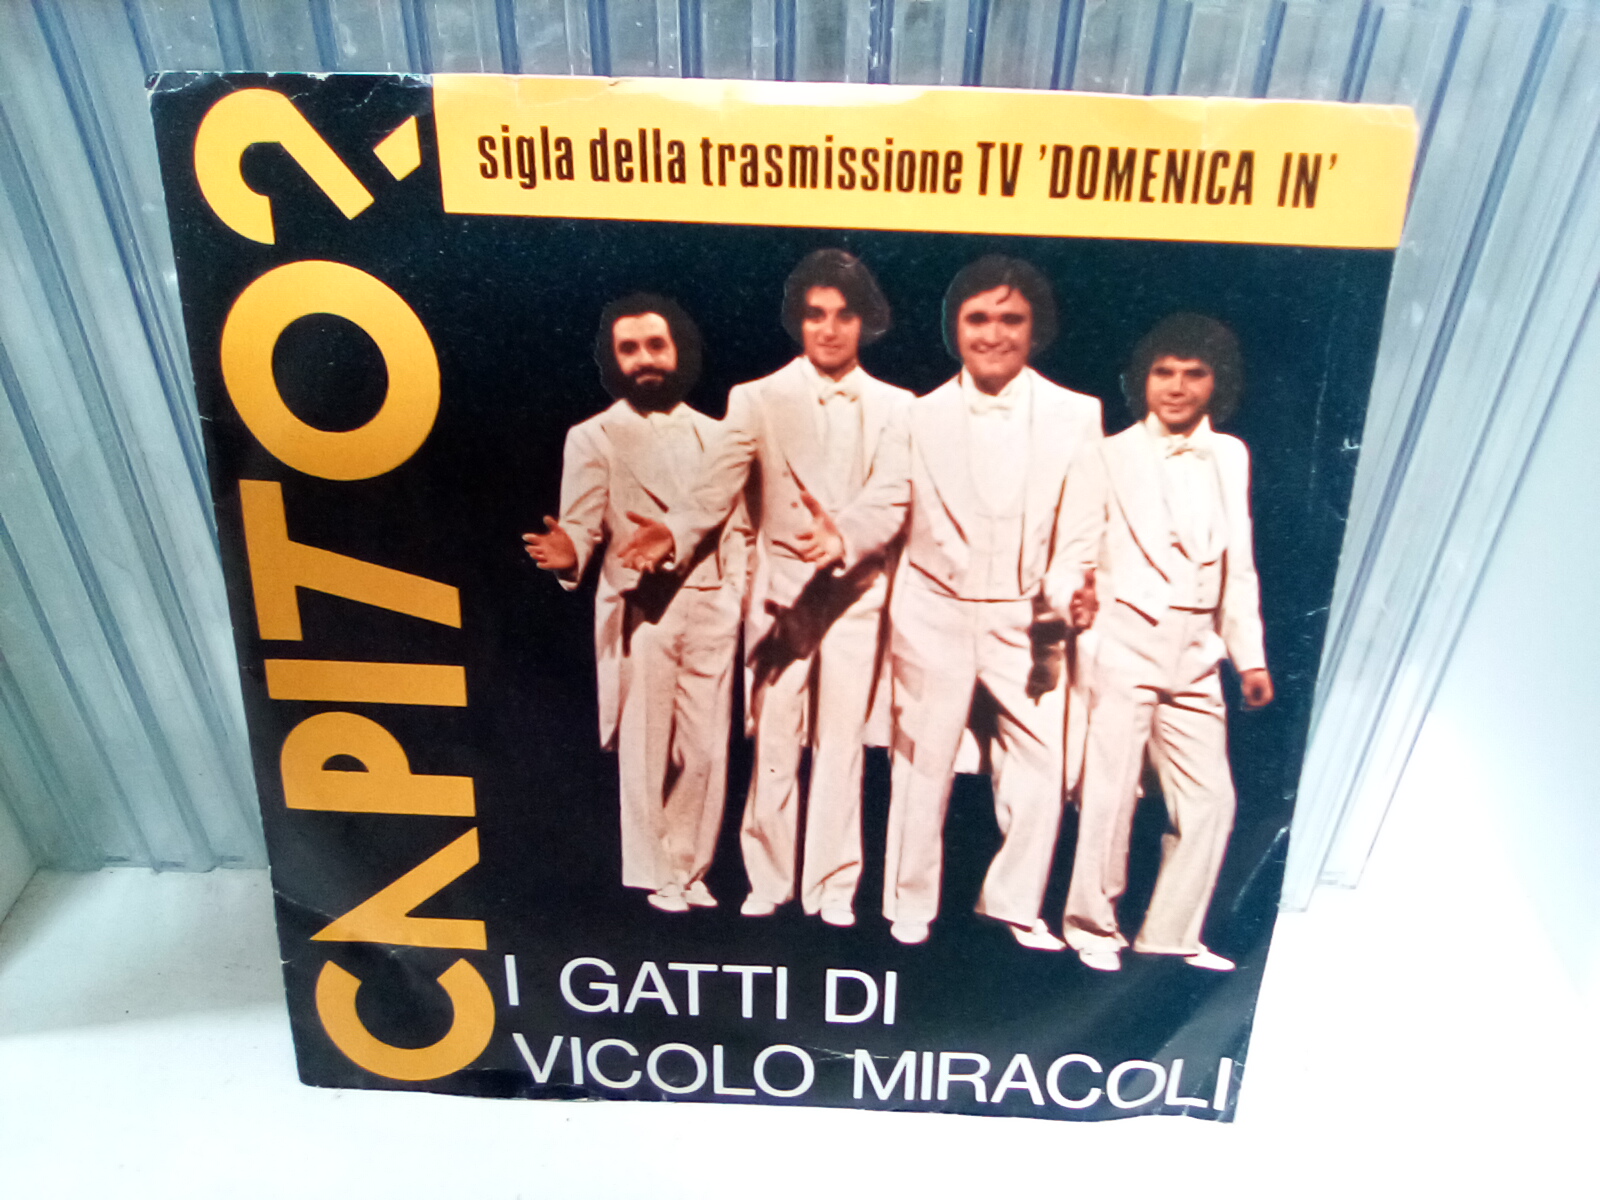 CAPITO?
sigla della trasmissione TV 'DOMENICA IN'
I GATTI DI
VICOLO MIRACOLI